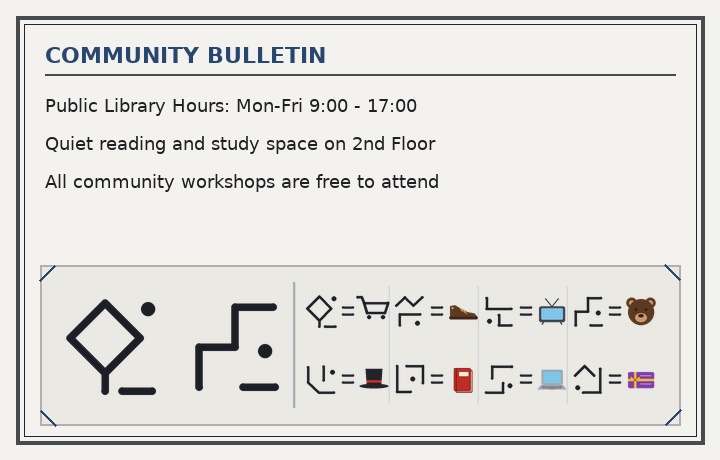 COMMUNITY BULLETIN
Public Library Hours: Mon-Fri 9:00 - 17:00
Quiet reading and study space on 2nd Floor
All community workshops are free to attend